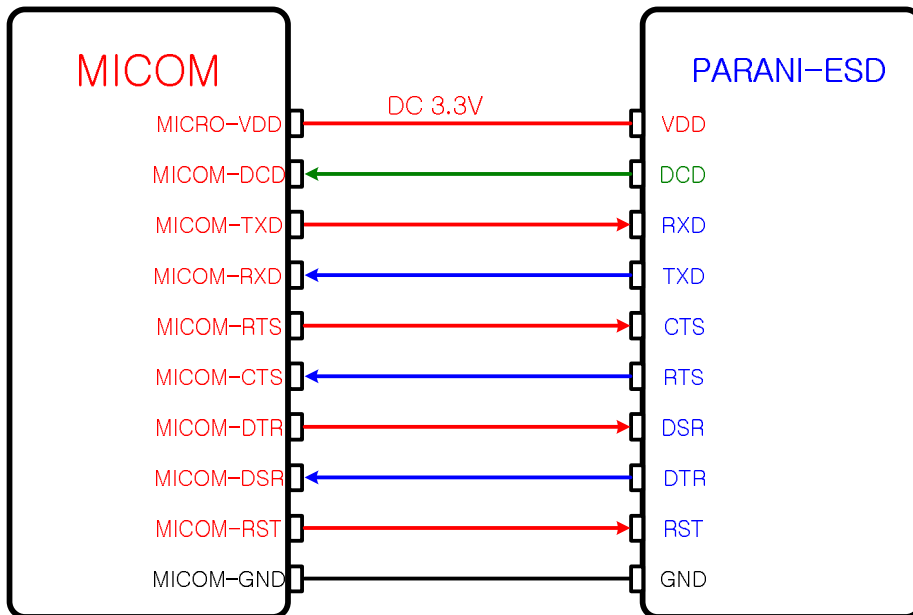 MICOM
PARANI-ESD
DC 3.3V
MICRO-VDD VDD
MICOM-DCD DCD
MICOM-TXD RXD
MICOM-RXD TXD
MICOM-RTS CTS
MICOM-CTS RTS
MICOM-DTR DSR
MICOM-DSR DTR
MICOM-RST RST
MICOM-GND GND